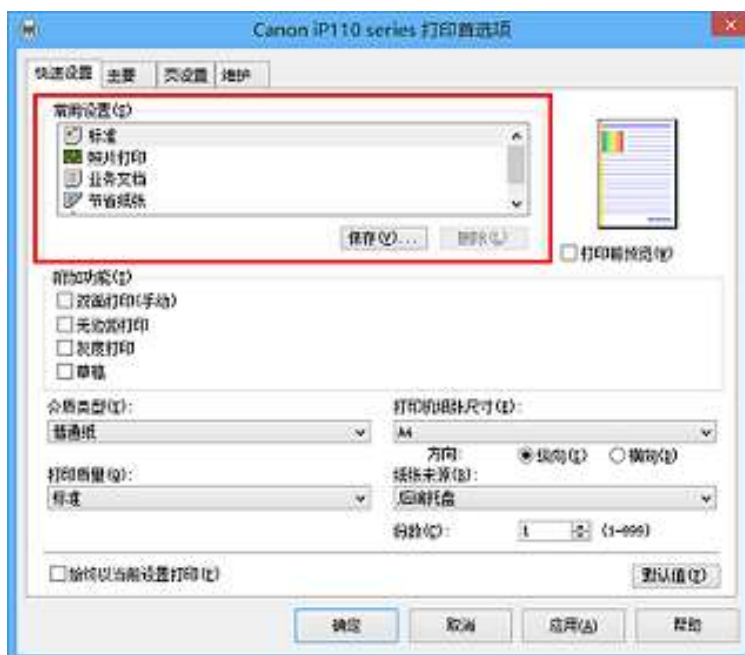 Canon iP110 series 打印首选项
快速设置 主要 页设置 维护
常用设置(S)
标准
照片打印
业务文档
节省纸张
保存(V)... 删除(L)
打印前预览(W)
附加功能(I)
双面打印(手动)
无边距打印
灰度打印
草稿
介质类型(Y):
普通纸
打印机纸张尺寸(E):
A4
方向: 纵向(I) 横向(D)
打印质量(Q):
标准
纸张来源(B):
后端托盘
份数(C): 1 (1-999)
始终以当前设置打印(E)
默认值(Z)
确定 取消 应用(A) 帮助